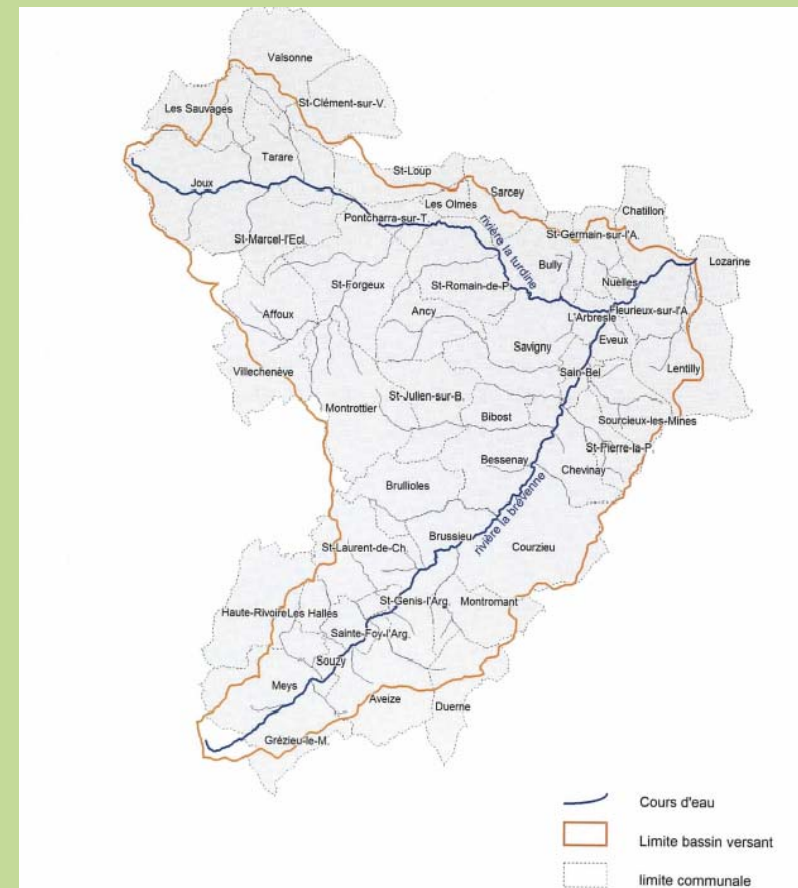 Valsonne
St-Clément-sur-V.
Les Sauvages
Tarare
St-Loup
Joux
Sarcey
Les Olmes
Chatillon
Pontcharra-sur-T.
St-Germain-sur-l'A.
St-Marcel-l'Ecl.
rivière la turdine
Bully
Lozanne
Nuelles
St-Forgeux
St-Romain-de-P.
Affoux
Ancy
L'Arbresle
Fleurieux-sur-l'A
Eveux
Savigny
Villechenève
Sain-Bel
Lentilly
St-Julien-sur-B.
Montrottier
Bibost
Sourcieux-les-Mines
St-Pierre-la-P.
Bessenay
Chevinay
Brullioles
rivière la brévenne
Brussieu
St-Laurent-de-Ch.
Courzieu
St-Genis-l'Arg.
Montromant
Haute-Rivoire
Les Halles
Sainte-Foy-l'Arg.
Souzy
Meys
Aveize
Duerne
Grézieu-le-M.
Cours d'eau
Limite bassin versant
limite communale